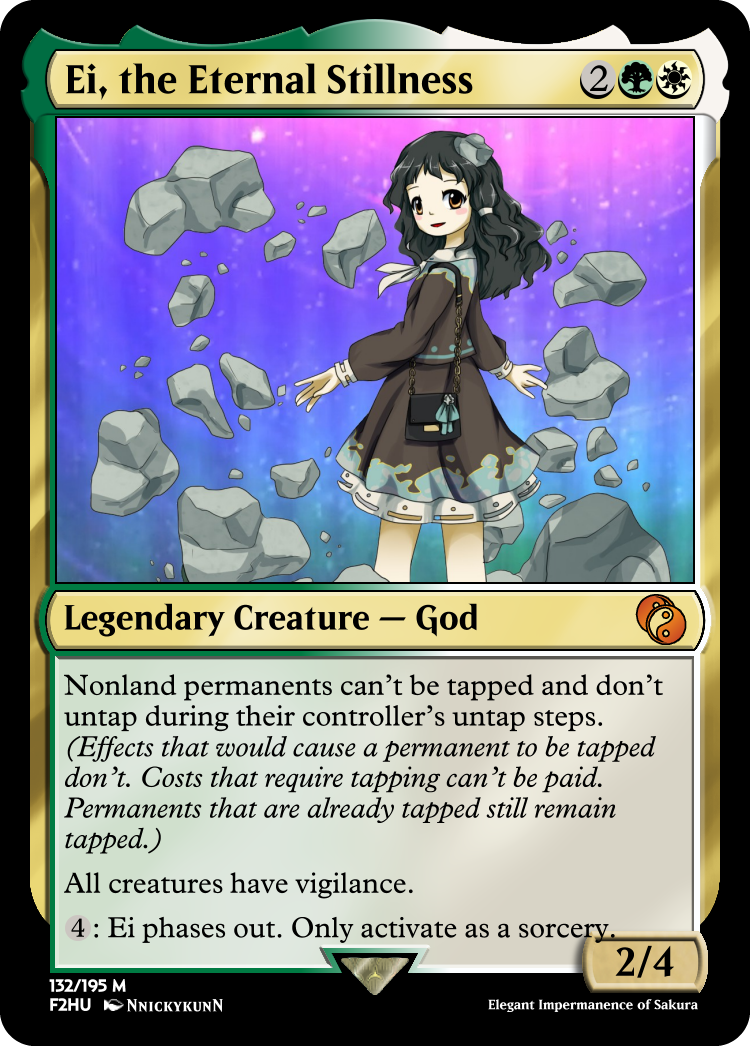 Ei, the Eternal Stillness 2
Legendary Creature — God
Nonland permanents can't be tapped and don't
untap during their controller's untap steps.
(Effects that would cause a permanent to be tapped
don't. Costs that require tapping can't be paid.
Permanents that are already tapped still remain
tapped.)
All creatures have vigilance.
4: Ei phases out. Only activate as a sorcery.
2/4
132/195 M
F2HU NnickykunN
Elegant Impermanence of Sakura